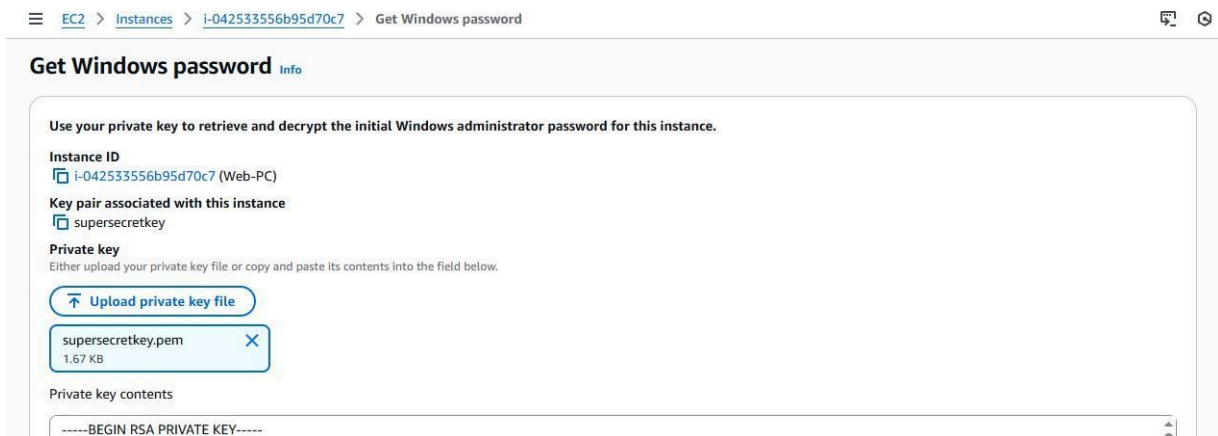 EC2 > Instances > i-042533556b95d70c7 > Get Windows password
Get Windows password Info
Use your private key to retrieve and decrypt the initial Windows administrator password for this instance.
Instance ID
i-042533556b95d70c7 (Web-PC)
Key pair associated with this instance
supersecretkey
Private key
Either upload your private key file or copy and paste its contents into the field below.
Upload private key file
supersecretkey.pem
1.67 KB
Private key contents
-----BEGIN RSA PRIVATE KEY-----